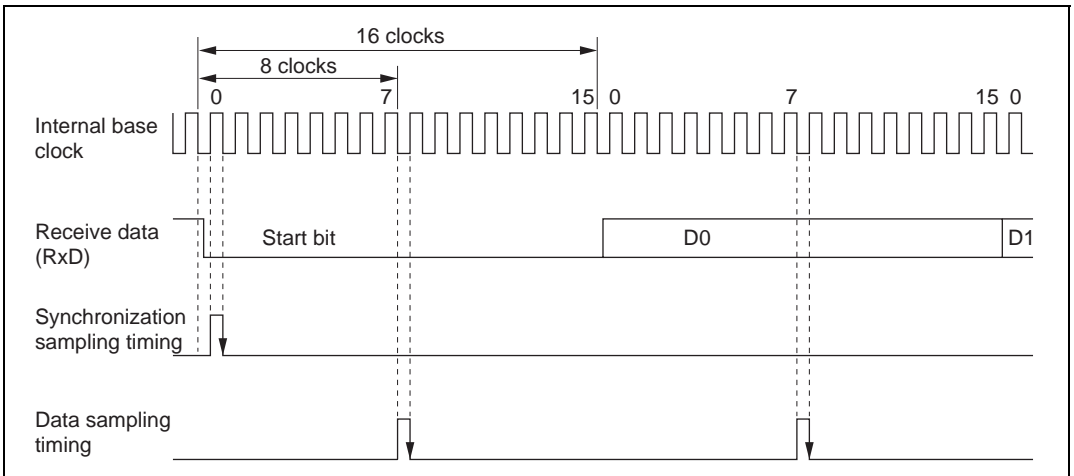 16 clocks
8 clocks
0 7 15 0 7 15 0
Internal base
clock
Receive data
(RxD)
Start bit D0 D1
Synchronization
sampling timing
Data sampling
timing